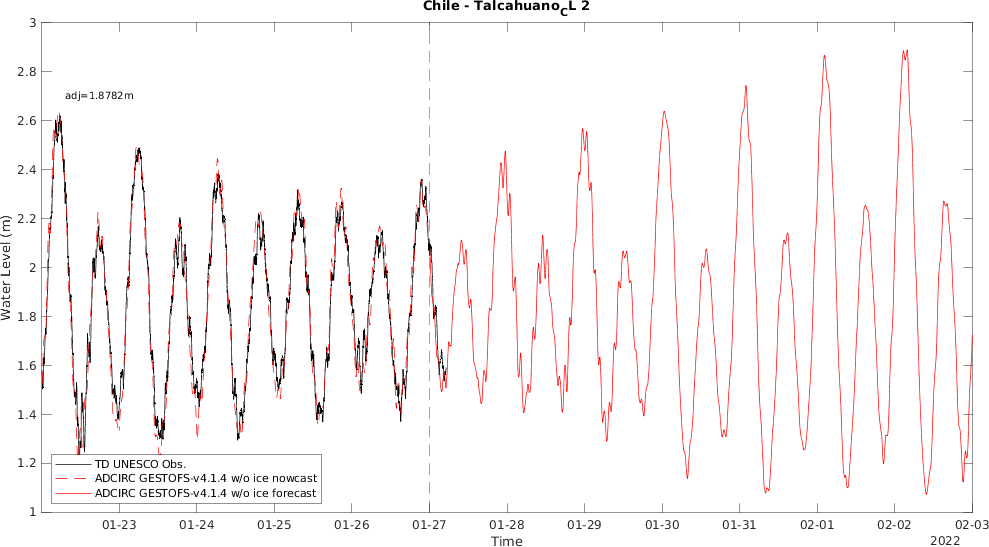 Chile - TalcahuanoCL 2
3
2.8
adj=1.8782m
2.6
2.4
2.2
2
1.8
1.6
1.4
1.2
1
Water Level (m)
TD UNESCO Obs.
ADCIRC GESTOFS-v4.1.4 w/o ice nowcast
ADCIRC GESTOFS-v4.1.4 w/o ice forecast
01-23 01-24 01-25 01-26 01-27 01-28 01-29 01-30 01-31 02-01 02-02 02-03
Time
2022